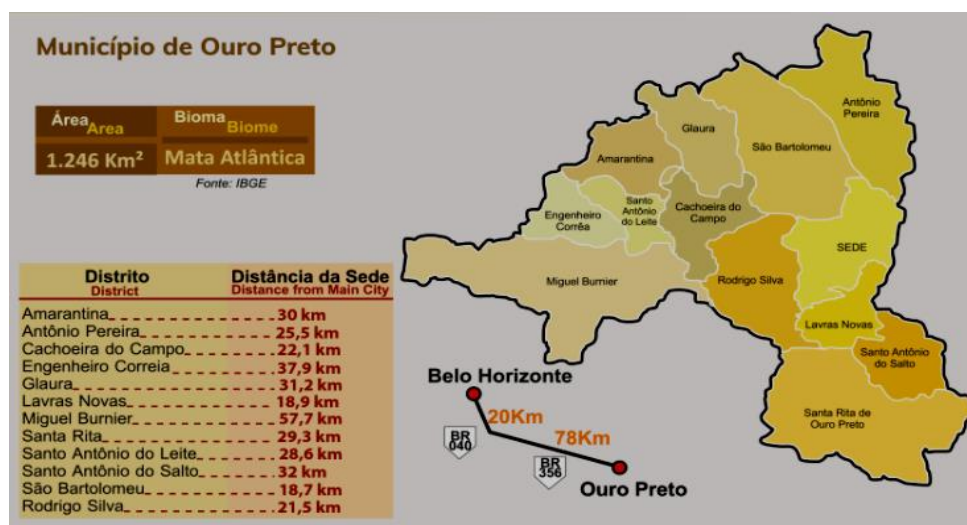 Município de Ouro Preto
Área Area
Bioma Biome
1.246 Km²
Mata Atlântica
Fonte: IBGE
Distrito
District
Distância da Sede
Distance from Main City
Amarantina 30 km
Antônio Pereira 25,5 km
Cachoeira do Campo 22,1 km
Engenheiro Correia 37,9 km
Glaura 31,2 km
Lavras Novas 18,9 km
Miguel Burnier 57,7 km
Santa Rita 29,3 km
Santo Antônio do Leite 28,6 km
Santo Antônio do Salto 32 km
São Bartolomeu 18,7 km
Rodrigo Silva 21,5 km
Antônio
Pereira
Glaura
São Bartolomeu
Amarantina
Santo
Antônio
do Leite
Cachoeira do
Campo
Engenheiro
Corrêa
SEDE
Miguel Burnier
Rodrigo Silva
Lavras Novas
Santo Antônio
do Salto
Santa Rita de
Ouro Preto
Belo Horizonte
20Km
78Km
BR
040
BR
356
Ouro Preto